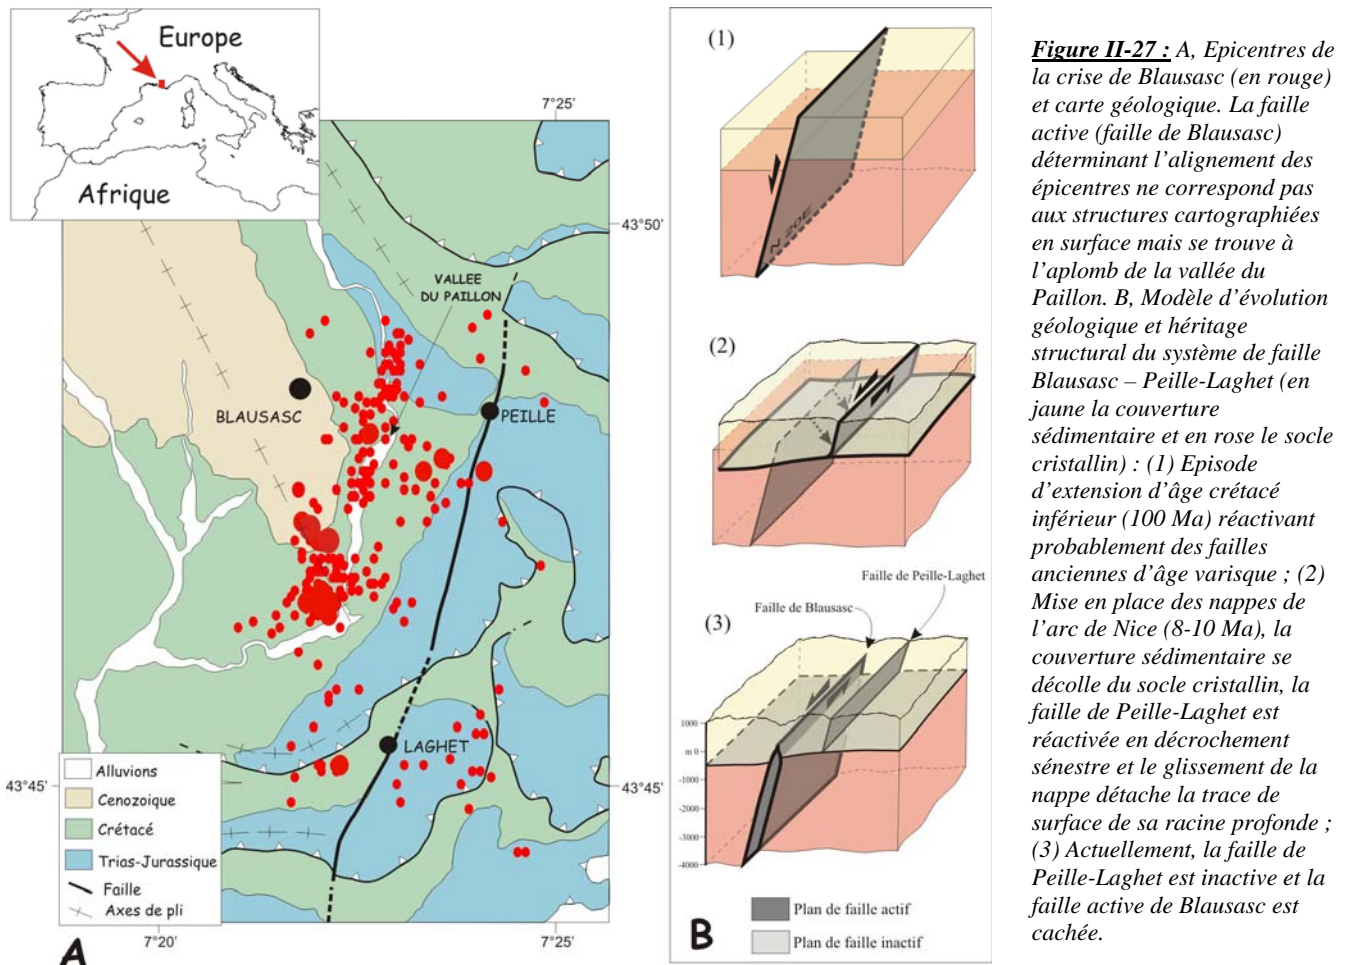 Europe
Afrique
7°25'
43°50'
VALLEE
DU PAILLON
BLAUSASC
PEILLE
LAGHET
43°45'
43°45'
Alluvions
Cenozoique
Crétacé
Trias-Jurassique
Faille
Axes de pli
7°20'
7°25'
A
(1)
N 20E
(2)
Faille de Peille-Laghet
Faille de Blausasc
(3)
1000
m 0
-1000
-2000
-3000
-4000
Plan de faille actif
Plan de faille inactif
B
Figure II-27 : A, Epicentres de
la crise de Blausasc (en rouge)
et carte géologique. La faille
active (faille de Blausasc)
déterminant l'alignement des
épicentres ne correspond pas
aux structures cartographiées
en surface mais se trouve à
l'aplomb de la vallée du
Paillon. B, Modèle d'évolution
géologique et héritage
structural du système de faille
Blausasc – Peille-Laghet (en
jaune la couverture
sédimentaire et en rose le socle
cristallin) : (1) Episode
d'extension d'âge crétacé
inférieur (100 Ma) réactivant
probablement des failles
anciennes d'âge varisque ; (2)
Mise en place des nappes de
l'arc de Nice (8-10 Ma), la
couverture sédimentaire se
décolle du socle cristallin, la
faille de Peille-Laghet est
réactivée en décrochement
sénestre et le glissement de la
nappe détache la trace de
surface de sa racine profonde ;
(3) Actuellement, la faille de
Peille-Laghet est inactive et la
faille active de Blausasc est
cachée.